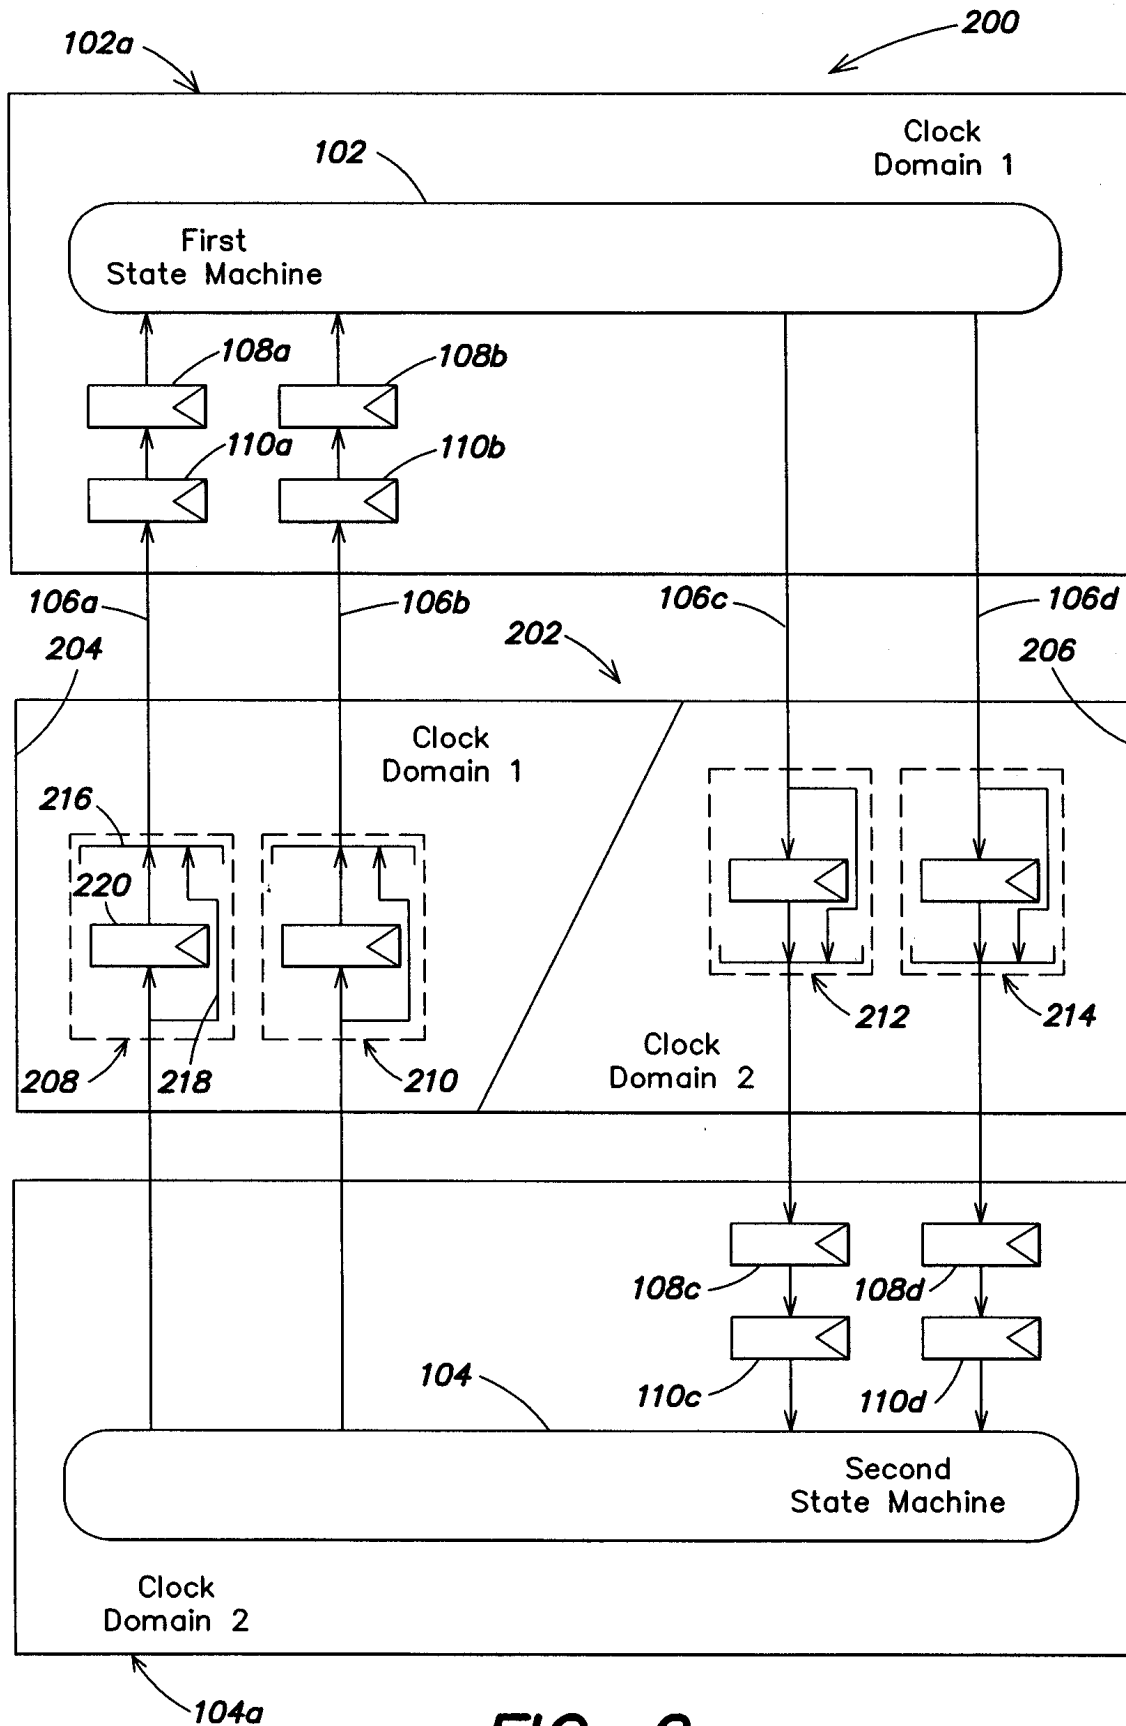 200
102a
Clock
Domain 1
102
First
State Machine
108a
108b
110a
110b
106a
106b
106c
106d
204
202
206
Clock
Domain 1
216
220
212
214
Clock
Domain 2
208
218
210
108c
108d
110c
110d
104
Second
State Machine
Clock
Domain 2
104a